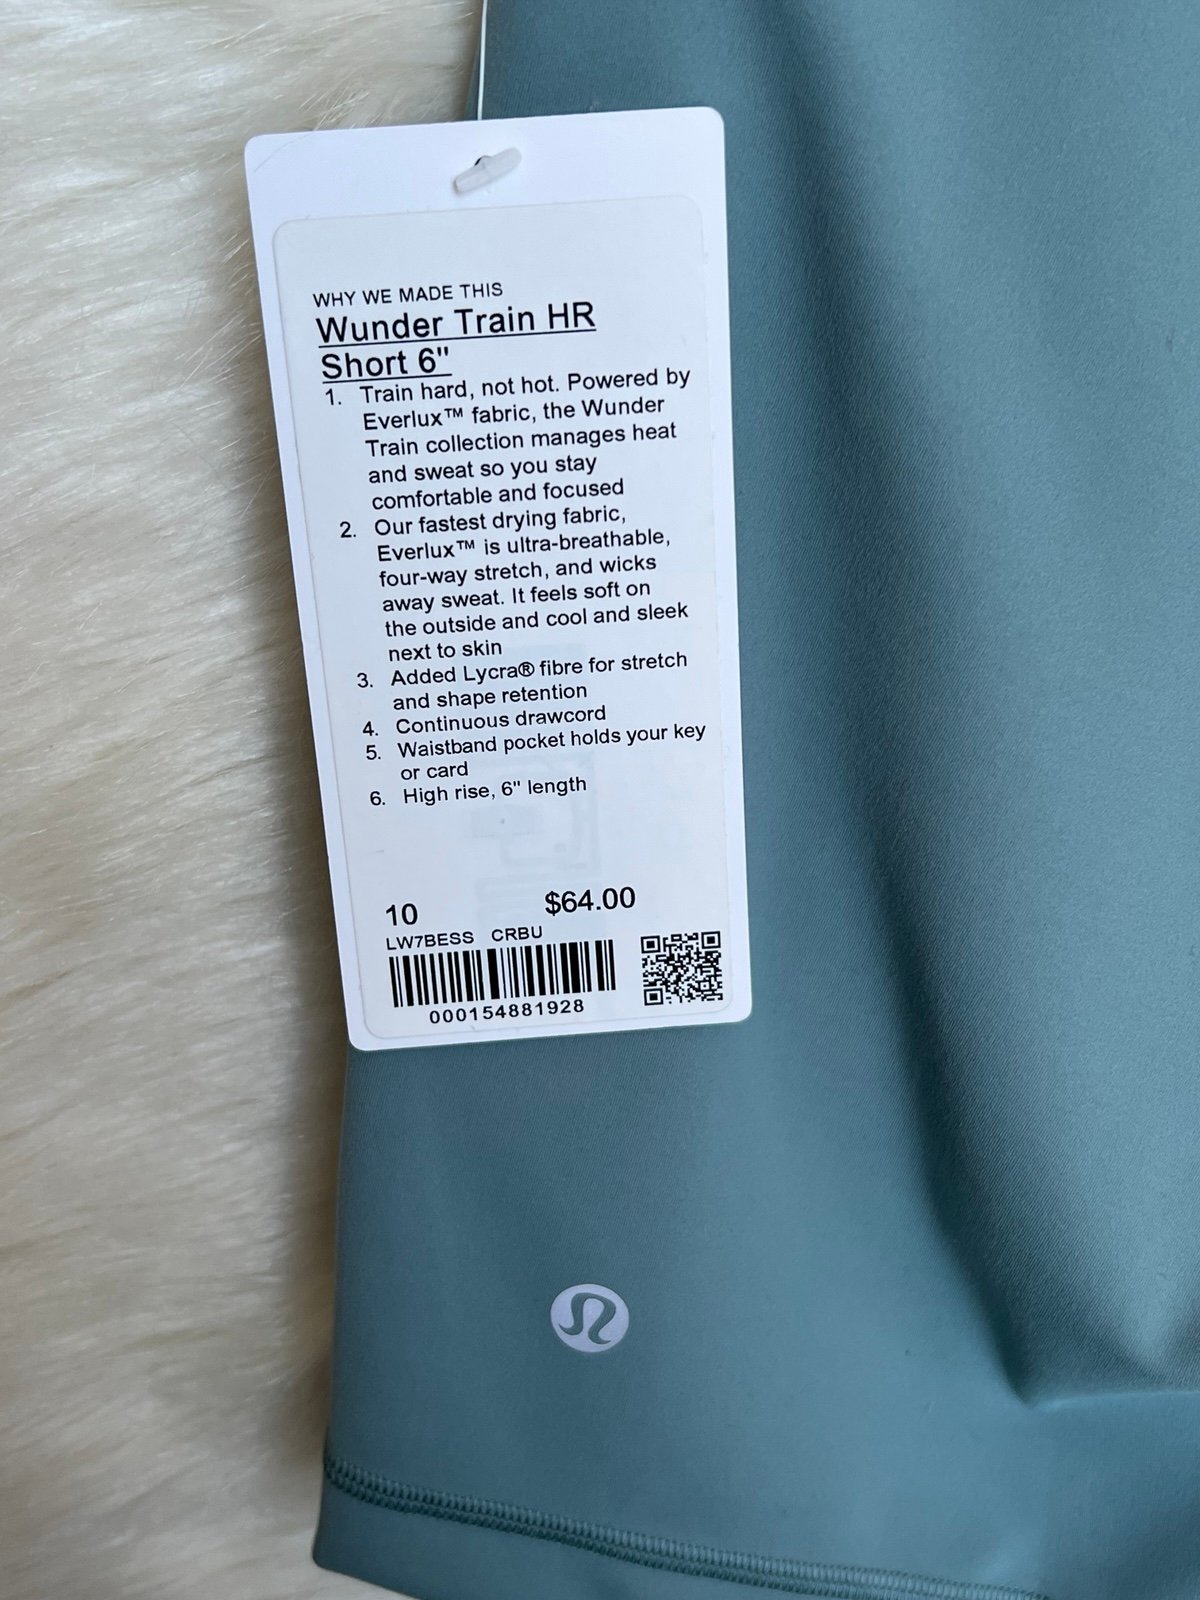 WHY WE MADE THIS
Wunder Train HR
Short 6"
1. Train hard, not hot. Powered by
Everlux™ fabric, the Wunder
Train collection manages heat
and sweat so you stay
comfortable and focused
2. Our fastest drying fabric,
Everlux™ is ultra-breathable,
four-way stretch, and wicks
away sweat. It feels soft on
the outside and cool and sleek
next to skin
3. Added Lycra® fibre for stretch
and shape retention
4. Continuous drawcord
5. Waistband pocket holds your key
or card
6. High rise, 6" length
10 $64.00
LW7BESS CRBU
000154881928